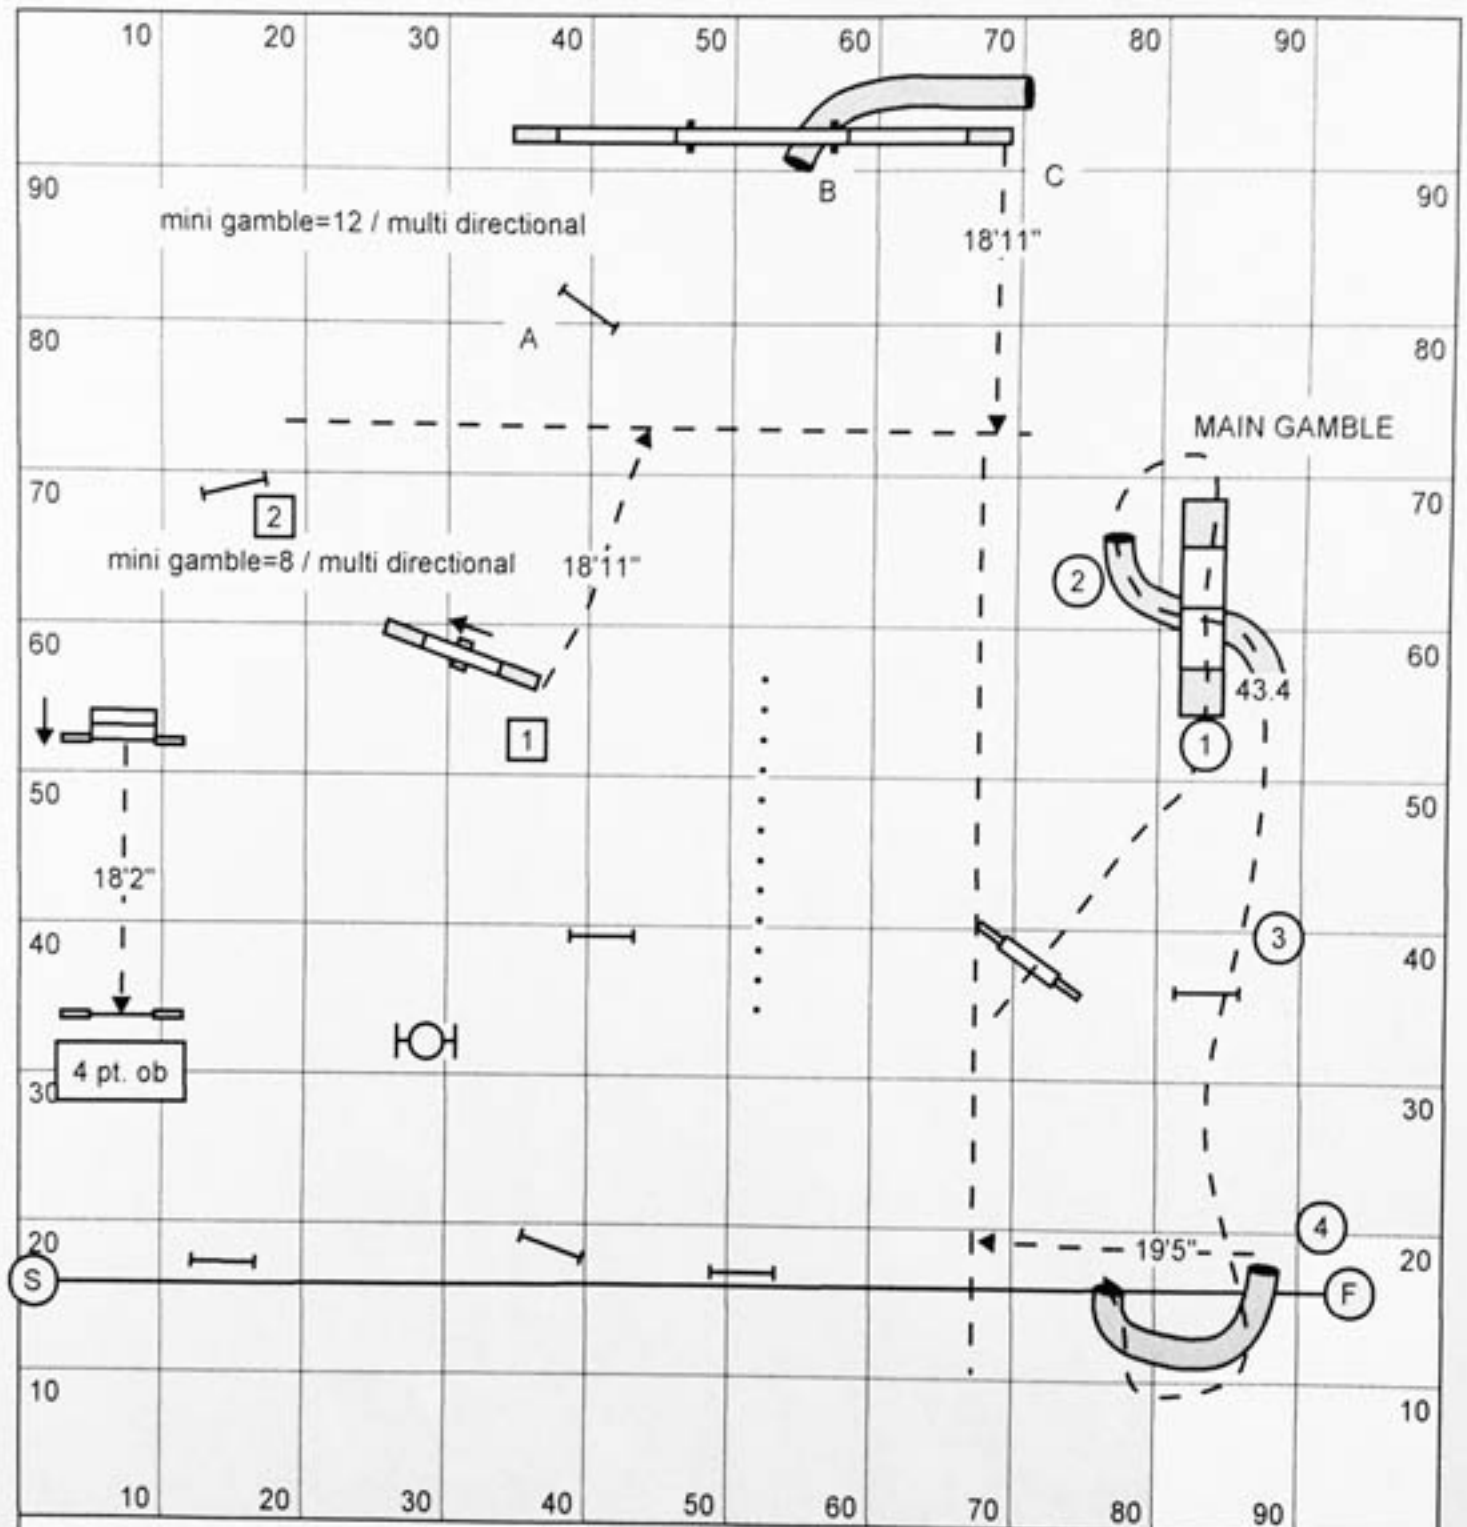 10 20 30 40 50 60 70 80 90
90 B C 90
mini gamble=12 / multi directional
18'11"
80 A 80
MAIN GAMBLE
70 2 70
mini gamble=8 / multi directional 18'11"
2
60 60
43.4
1 1
50 50
18'2"
40 3 40
4 pt. ob
30 30
4
20 19'5" 20
S F
10 10
10 20 30 40 50 60 70 80 90